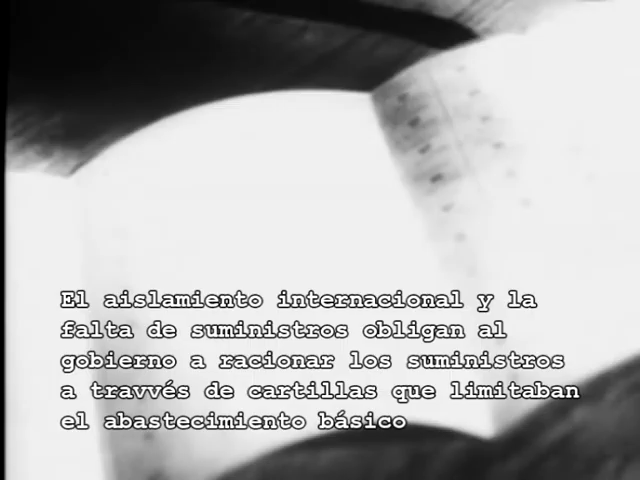 El aislamiento internacional y la
falta de suministros obligan al
gobierno a racionar los suministros
a travvés de cartillas que limitaban
el abastecimiento básico